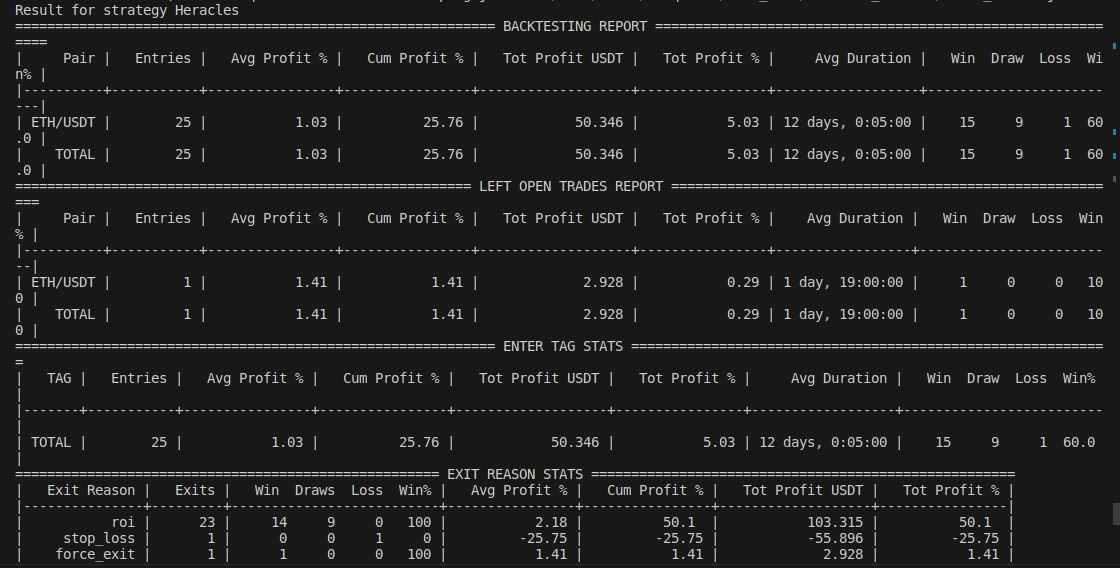 Result for strategy Heracles
============================================================ BACKTESTING REPORT ========================================================
====
|     Pair |   Entries |   Avg Profit % |   Cum Profit % |   Tot Profit USDT |   Tot Profit % |    Avg Duration |   Win  Draw  Loss  Wi
n% |
|----------+-----------+----------------+----------------+-------------------+----------------+-----------------+----------------------
---|
| ETH/USDT |        25 |           1.03 |          25.76 |            50.346 |           5.03 | 12 days, 0:05:00 |    15     9     1  60
.0 |
|    TOTAL |        25 |           1.03 |          25.76 |            50.346 |           5.03 | 12 days, 0:05:00 |    15     9     1  60
.0 |
========================================================= LEFT OPEN TRADES REPORT ======================================================
===
|     Pair |   Entries |   Avg Profit % |   Cum Profit % |   Tot Profit USDT |   Tot Profit % |   Avg Duration |   Win  Draw  Loss  Win
% |
|----------+-----------+----------------+----------------+-------------------+----------------+----------------+-----------------------
--|
| ETH/USDT |         1 |           1.41 |           1.41 |             2.928 |           0.29 | 1 day, 19:00:00 |     1     0     0   10
0 |
|    TOTAL |         1 |           1.41 |           1.41 |             2.928 |           0.29 | 1 day, 19:00:00 |     1     0     0   10
0 |
============================================================ ENTER TAG STATS ===========================================================
=
|   TAG |   Entries |   Avg Profit % |   Cum Profit % |   Tot Profit USDT |   Tot Profit % |     Avg Duration |   Win  Draw  Loss  Win%
|
|-------+-----------+----------------+----------------+-------------------+----------------+------------------+-------------------------
|
| TOTAL |        25 |           1.03 |          25.76 |            50.346 |           5.03 | 12 days, 0:05:00 |    15     9     1  60.0
|
===================================================== EXIT REASON STATS =====================================================
|   Exit Reason |   Exits |   Win  Draws  Loss  Win% |   Avg Profit % |   Cum Profit % |   Tot Profit USDT |   Tot Profit % |
|---------------+---------+--------------------------+----------------+----------------+-------------------+----------------|
|           roi |      23 |    14     9     0   100 |           2.18 |           50.1 |           103.315 |           50.1 |
|     stop_loss |       1 |     0     0     1     0 |         -25.75 |         -25.75 |           -55.896 |         -25.75 |
|    force_exit |       1 |     1     0     0   100 |           1.41 |           1.41 |             2.928 |           1.41 |